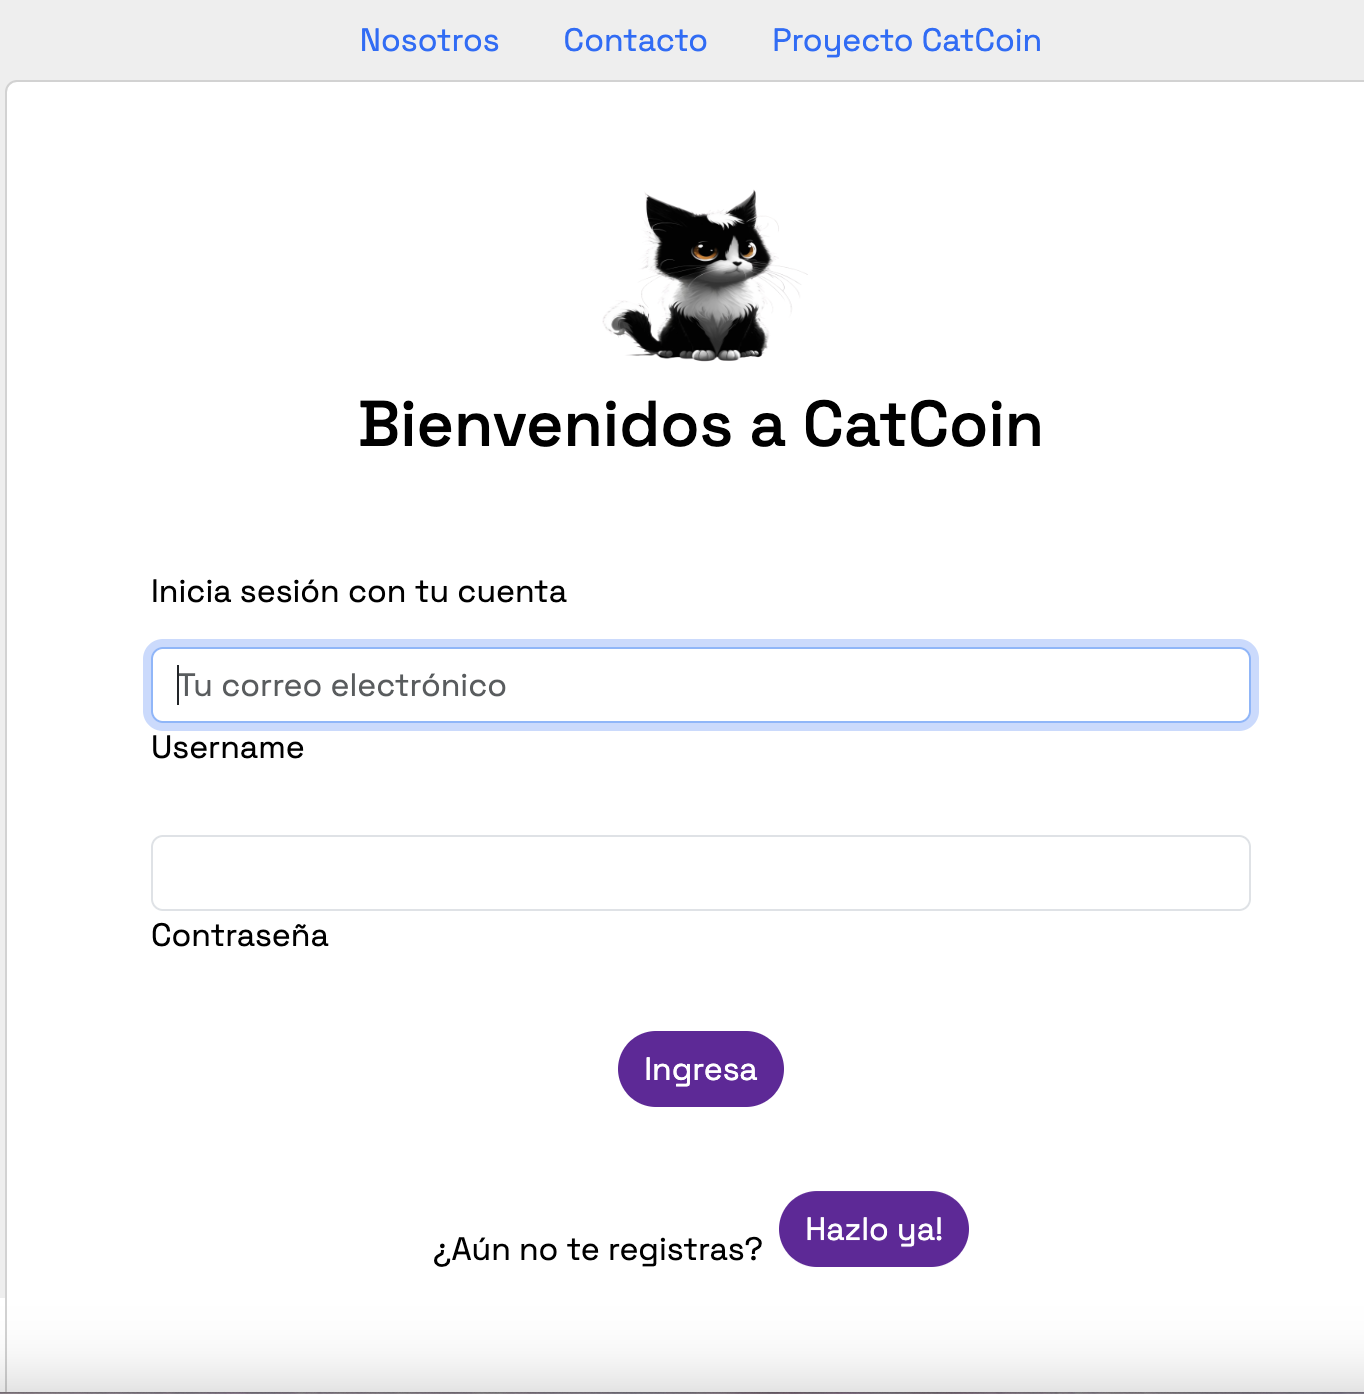 Nosotros Contacto Proyecto CatCoin
Bienvenidos a CatCoin
Inicia sesión con tu cuenta
Tu correo electrónico
Username
Contraseña
Ingresa
¿Aún no te registras? Hazlo ya!